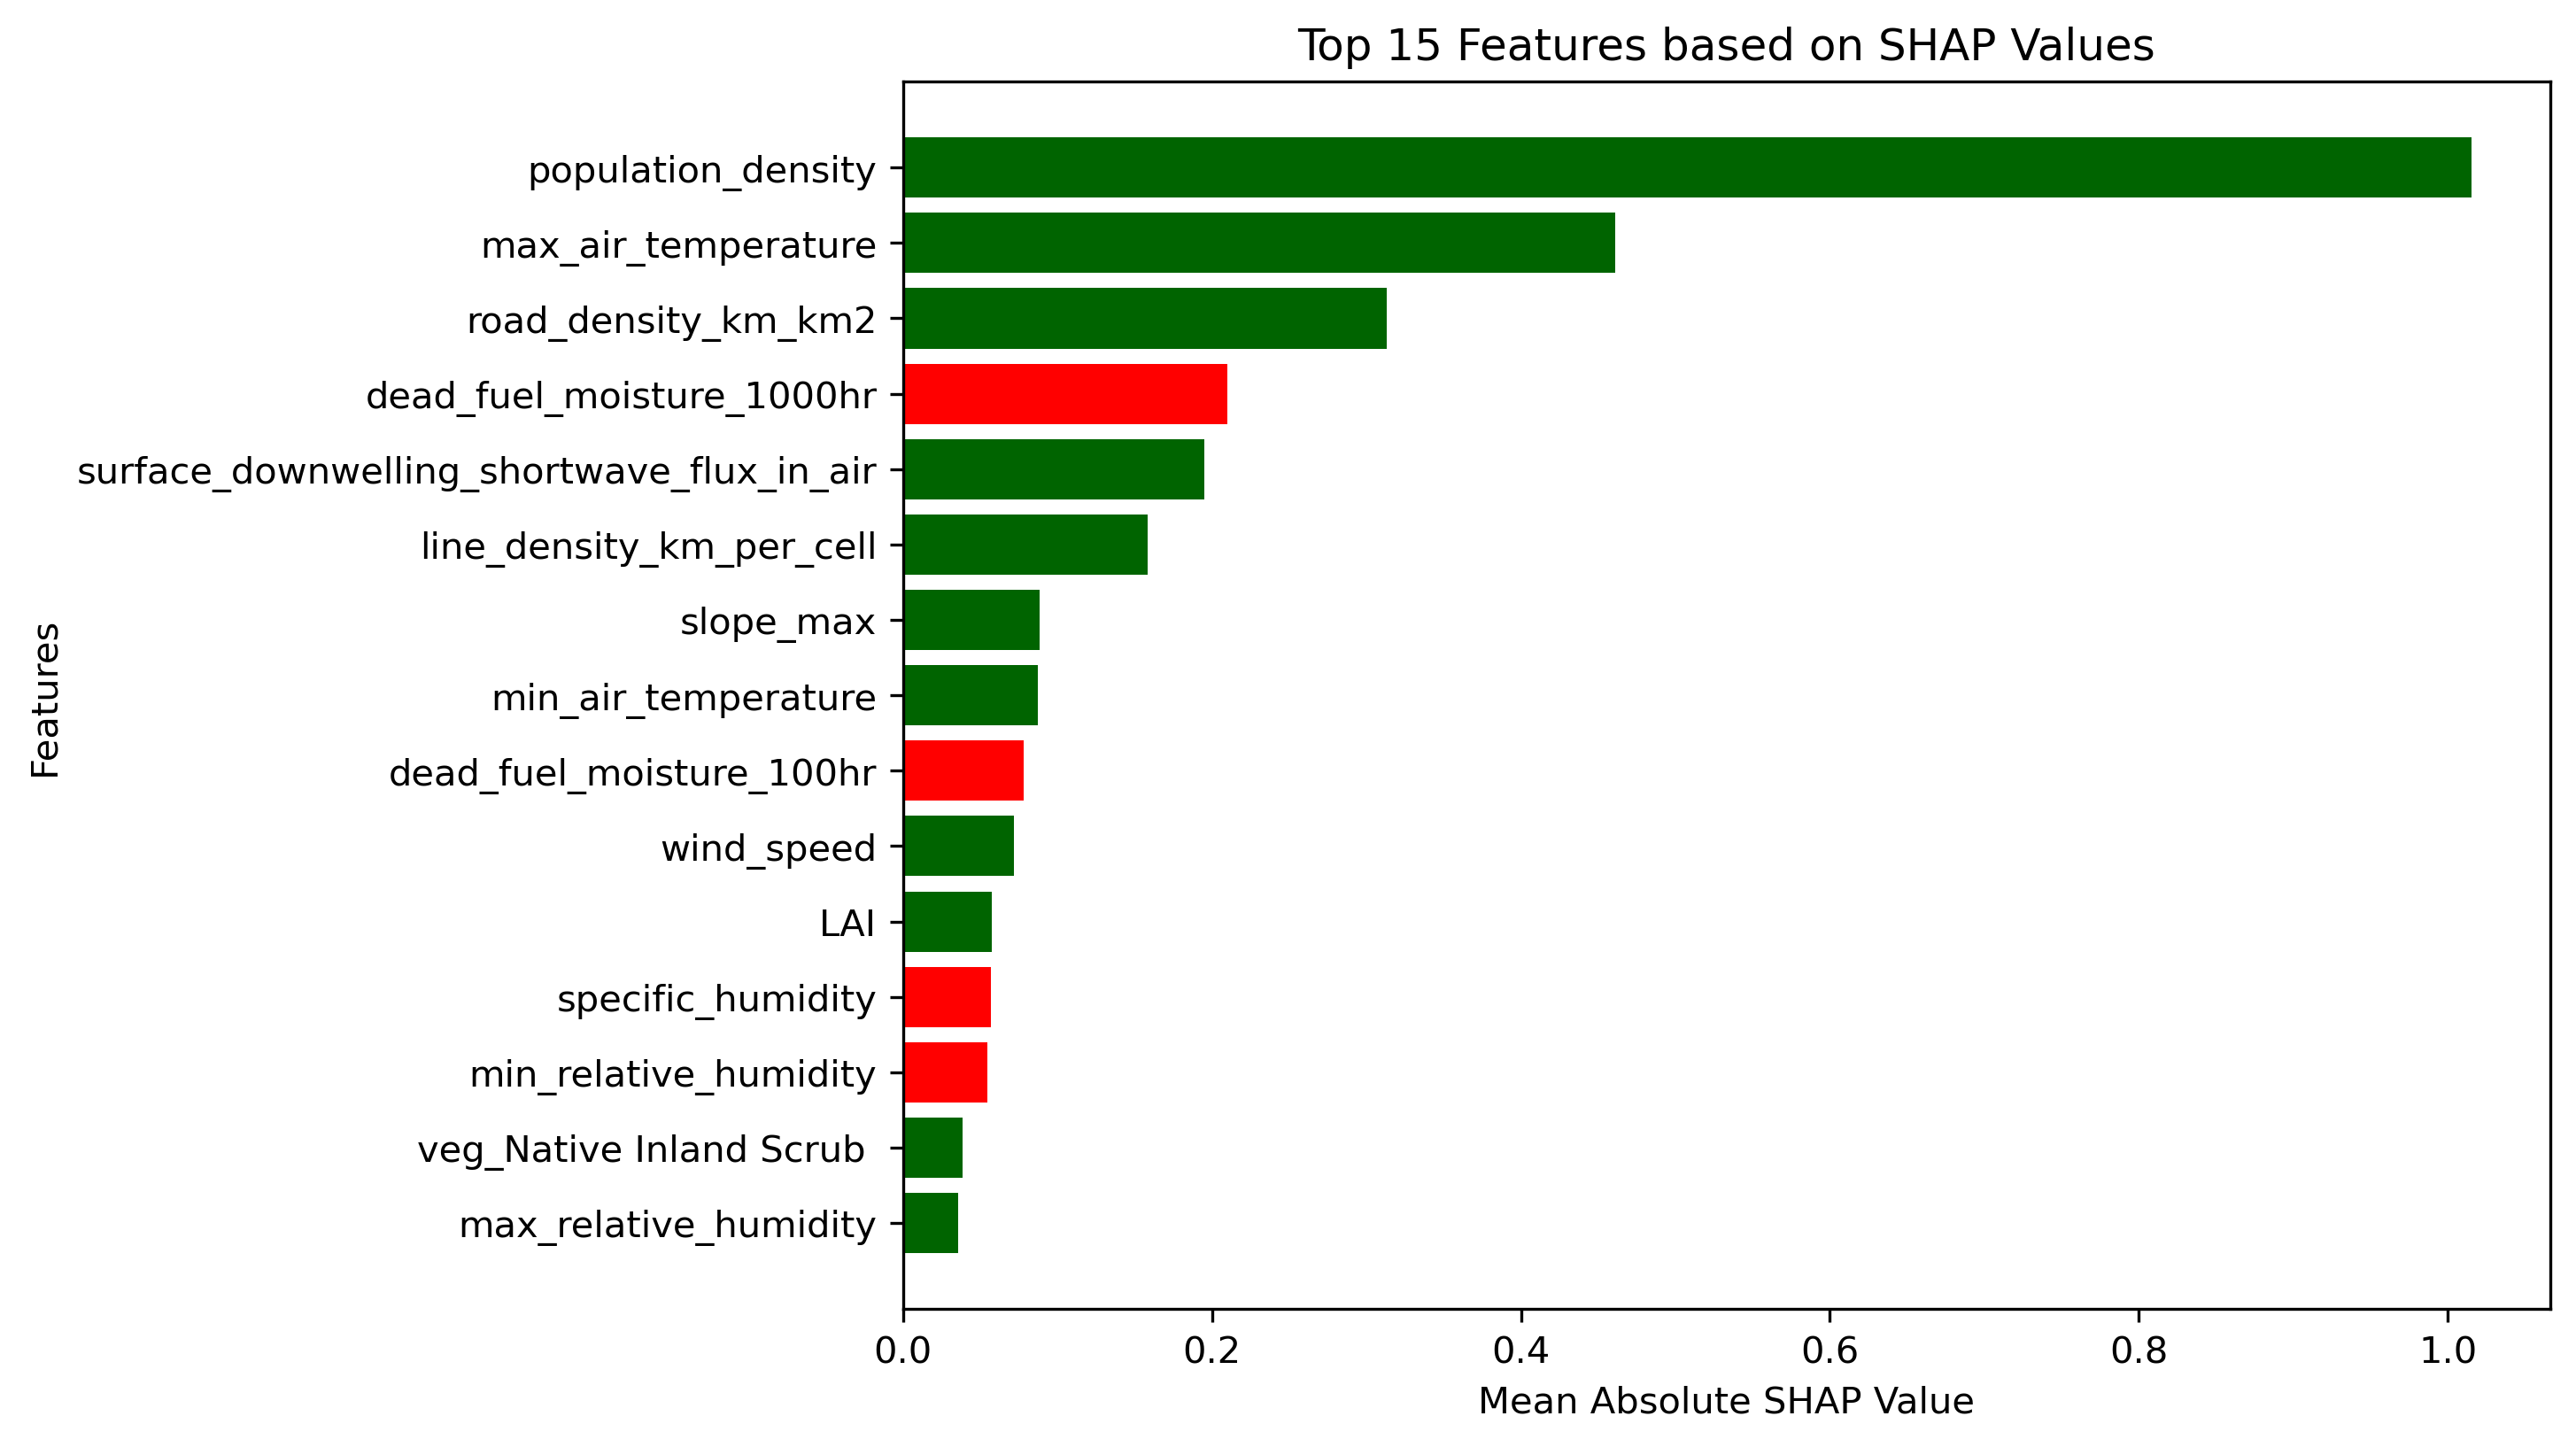 Top 15 Features based on SHAP Values
Features
population_density
max_air_temperature
road_density_km_km2
dead_fuel_moisture_1000hr
surface_downwelling_shortwave_flux_in_air
line_density_km_per_cell
slope_max
min_air_temperature
dead_fuel_moisture_100hr
wind_speed
LAI
specific_humidity
min_relative_humidity
veg_Native Inland Scrub
max_relative_humidity
0.0 0.2 0.4 0.6 0.8 1.0
Mean Absolute SHAP Value